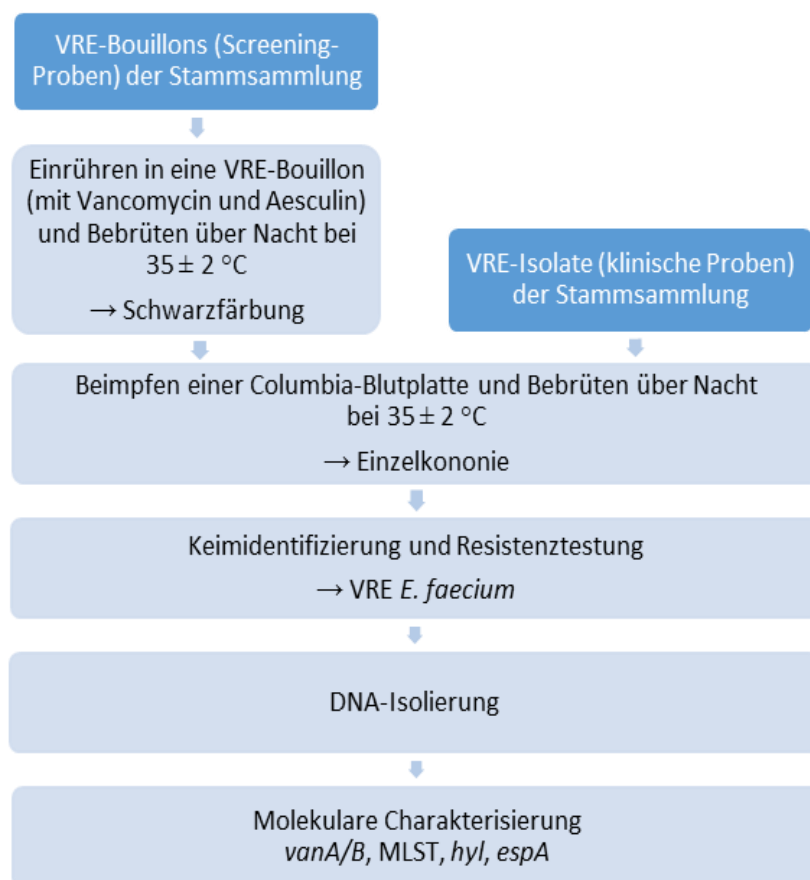 VRE-Bouillons (Screening-
Proben) der Stammsammlung
Einrühren in eine VRE-Bouillon
(mit Vancomycin und Aesculin)
und Bebrüten über Nacht bei
35 ± 2 °C
→ Schwarzfärbung
VRE-Isolate (klinische Proben)
der Stammsammlung
Beimpfen einer Columbia-Blutplatte und Bebrüten über Nacht
bei 35 ± 2 °C
→ Einzelkononie
Keimidentifizierung und Resistenztestung
→ VRE E. faecium
DNA-Isolierung
Molekulare Charakterisierung
vanA/B, MLST, hyl, espA